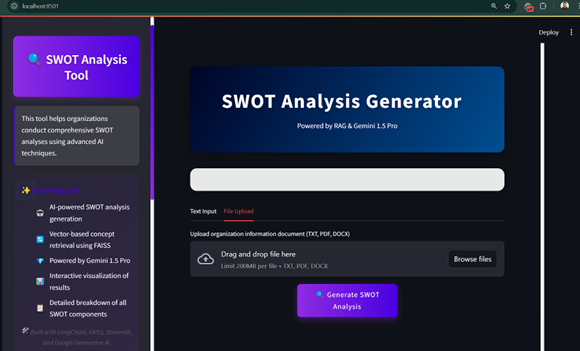 localhost:8501
Deploy
🔍 SWOT Analysis
Tool
This tool helps organizations
conduct comprehensive SWOT
analyses using advanced AI
techniques.
✨ Key Features
AI-powered SWOT analysis
generation
Vector-based concept
retrieval using FAISS
Powered by Gemini 1.5 Pro
Interactive visualization of
results
Detailed breakdown of all
SWOT components
Built with LangChain, FAISS, Streamlit,
and Google Generative AI
SWOT Analysis Generator
Powered by RAG & Gemini 1.5 Pro
Text Input File Upload
Upload organization information document (TXT, PDF, DOCX)
Drag and drop file here
Limit 200MB per file • TXT, PDF, DOCX
Browse files
🔍 Generate SWOT
Analysis